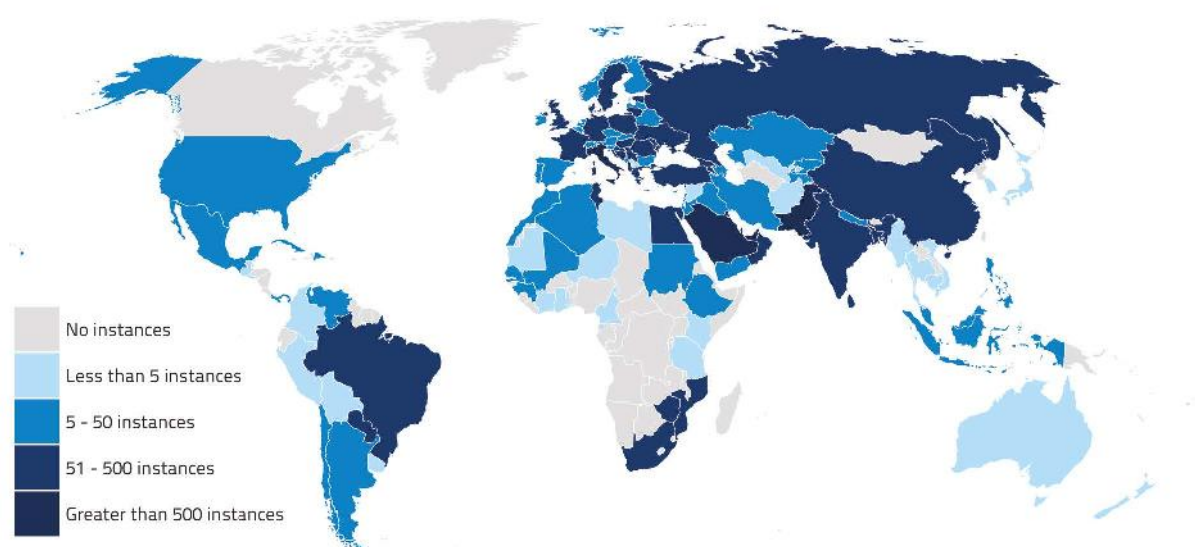 No instances
Less than 5 instances
5 - 50 instances
51 - 500 instances
Greater than 500 instances